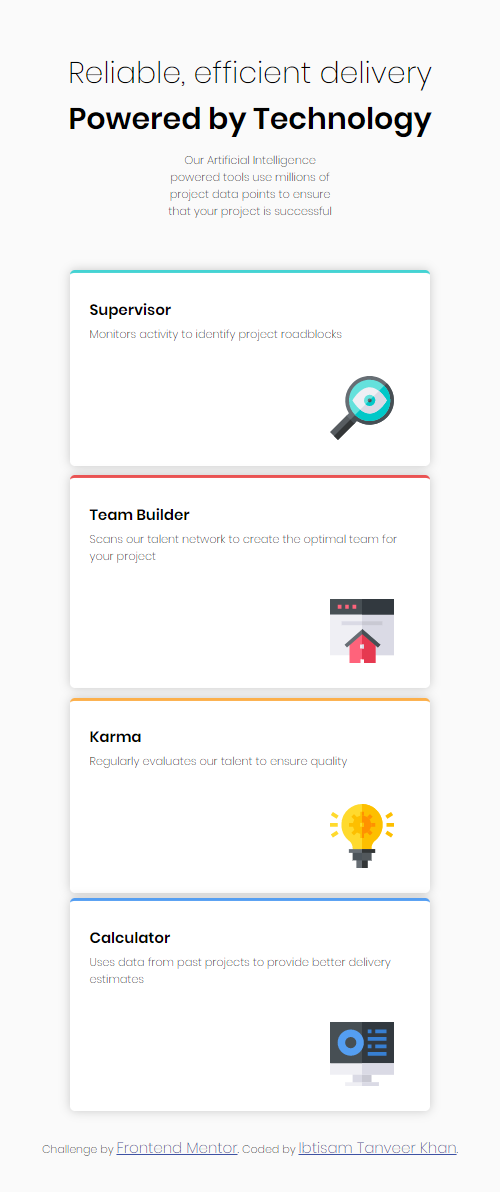 Reliable, efficient delivery
Powered by Technology
Our Artificial Intelligence
powered tools use millions of
project data points to ensure
that your project is successful
Supervisor
Monitors activity to identify project roadblocks
Team Builder
Scans our talent network to create the optimal team for
your project
Karma
Regularly evaluates our talent to ensure quality
Calculator
Uses data from past projects to provide better delivery
estimates
Challenge by Frontend Mentor. Coded by Ibtisam Tanveer Khan.